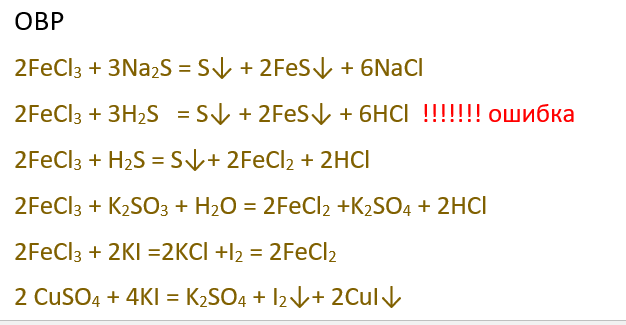 ОВР
2FeCl₃ + 3Na₂S = S↓ + 2FeS↓ + 6NaCl
2FeCl₃ + 3H₂S = S↓ + 2FeS↓ + 6HCl !!!!!!! ошибка
2FeCl₃ + H₂S = S↓+ 2FeCl₂ + 2HCl
2FeCl₃ + K₂SO₃ + H₂O = 2FeCl₂ +K₂SO₄ + 2HCl
2FeCl₃ + 2KI =2KCl +I₂ = 2FeCl₂
2 CuSO₄ + 4KI = K₂SO₄ + I₂↓+ 2CuI↓